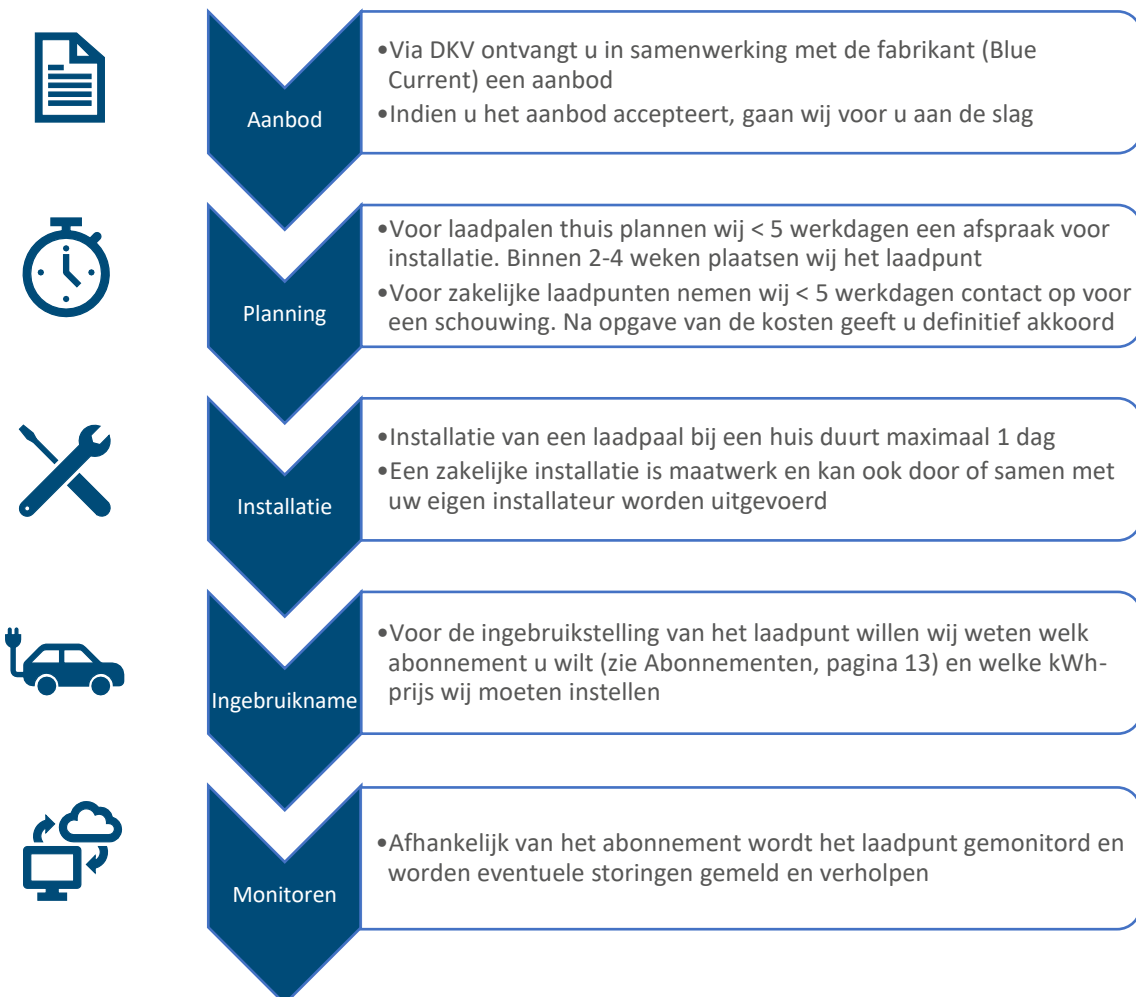 Aanbod
•Via DKV ontvangt u in samenwerking met de fabrikant (Blue
Current) een aanbod
•Indien u het aanbod accepteert, gaan wij voor u aan de slag
Planning
•Voor laadpalen thuis plannen wij < 5 werkdagen een afspraak voor
installatie. Binnen 2-4 weken plaatsen wij het laadpunt
•Voor zakelijke laadpunten nemen wij < 5 werkdagen contact op voor
een schouwing. Na opgave van de kosten geeft u definitief akkoord
Installatie
•Installatie van een laadpaal bij een huis duurt maximaal 1 dag
•Een zakelijke installatie is maatwerk en kan ook door of samen met
uw eigen installateur worden uitgevoerd
Ingebruikname
•Voor de ingebruikstelling van het laadpunt willen wij weten welk
abonnement u wilt (zie Abonnementen, pagina 13) en welke kWh-
prijs wij moeten instellen
Monitoren
•Afhankelijk van het abonnement wordt het laadpunt gemonitord en
worden eventuele storingen gemeld en verholpen